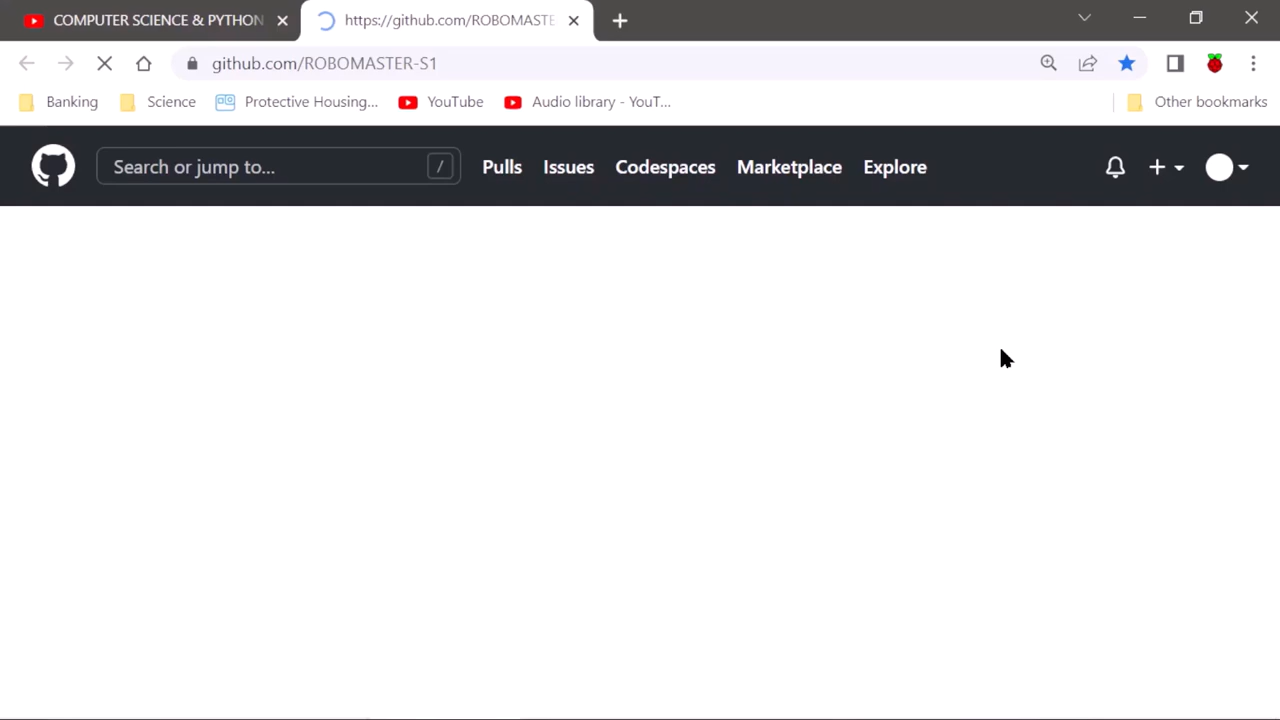 COMPUTER SCIENCE & PYTHON
https://github.com/ROBOMASTE
github.com/ROBOMASTER-S1
Banking Science Protective Housing... YouTube Audio library - YouT... Other bookmarks
Search or jump to... / Pulls Issues Codespaces Marketplace Explore